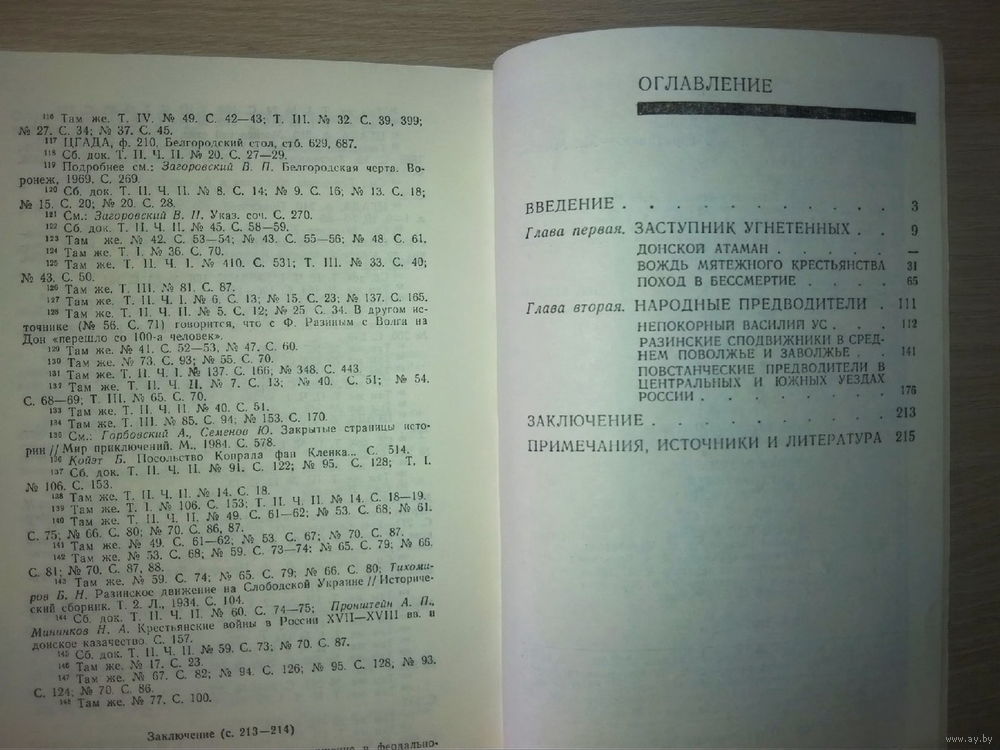 116 Там же. Т. IV. № 49. С. 42—43; Т. III. № 32. С. 39, 399;
№ 27. С. 34; № 37. С. 45.
117 ЦГАДА, ф. 210. Белгородский стол, стб. 629, 687.
118 Сб. док. Т. II. Ч. II. № 20. С. 27—29.
119 Подробнее см.: Загоровский В. П. Белгородская черта. Во-
ронеж, 1969. С. 269.
120 Сб. док. Т. II. Ч. II. № 8. С. 14; № 9. С. 16; № 13. С. 18;
№ 15. С. 20; № 20. С. 28.
121 См.: Загоровский В. П. Указ. соч. С. 270.
122 Сб. док. Т. II. Ч. II. № 45. С. 58—59.
123 Там же. № 42. С. 53—54; № 43. С. 55—56; № 48. С. 61.
124 Там же. Т. I. № 36. С. 70.
125 Там же. Т. II. Ч. I. № 410. С. 531; Т. III. № 33. С. 40;
№ 43. С. 50.
126 Там же. Т. III. № 81. С. 87.
127 Там же. Т. II. Ч. I. № 6. С. 13; № 15. С. 23; № 137. С. 165.
128 Там же. Т. II. Ч. II. № 5. С. 12; № 25 С. 34. В другом ис-
точнике (№ 56. С. 71) говорится, что с Ф. Разиным с Волги на
Дон «перешло со 100-а человек».
129 Там же. № 41. С. 52—53, № 47. С. 60.
130 Там же. № 73. С. 93; № 55. С. 70.
131 Там же. Т. II. Ч. I. № 137. С. 166; № 348. С. 443.
132 Там же. Т. II. Ч. II. № 7. С. 13; № 40. С. 51; № 54.
С. 68—69; Т. III. № 65. С. 70.
133 Там же. Т. II. Ч. II. № 40. С. 51.
134 Там же. Т. III. № 85. С. 94; № 153. С. 170.
135 См.: Горбовский А., Семенов Ю. Закрытые страницы исто-
рии // Мир приключений. М., 1984. С. 578.
136 Койэт Б. Посольство Конрада фан Кленка... С. 514.
137 Сб. док. Т. II. Ч. II. № 91. С. 122; № 95. С. 128; Т. I.
№ 106. С. 153.
138 Там же. Т. II. Ч. II. № 14. С. 18.
139 Там же. Т. I. № 106. С. 153; Т. II. Ч. II. № 14. С. 18—19.
140 Там же. Т. II. Ч. II. № 49. С. 61—62; № 53. С. 68; № 61.
С. 75; № 66. С. 80; № 70. С. 86, 87.
141 Там же. № 49. С. 61—62; № 53. С. 67; № 70. С. 87.
142 Там же. № 53. С. 68; № 59. С. 73—74; № 65. С. 79; № 66.
С. 81; № 70. С. 87, 88.
143 Там же. № 59. С. 74; № 65. С. 79; № 66. С. 80; Тихоми-
ров Б. Н. Разинское движение на Слободской Украине // Историче-
ский сборник. Т. 2. Л., 1934. С. 104.
144 Сб. док. Т. II. Ч. II. № 60. С. 74—75; Пронштейн А. П.,
Мининков Н. А. Крестьянские войны в России XVII—XVIII вв. и
донское казачество. С. 157.
145 Сб. док. Т. II. Ч. II. № 59. С. 73; № 70. С. 87.
146 Там же. № 17. С. 23.
147 Там же. № 67. С. 82; № 94. С. 126; № 95. С. 128, № 93.
С. 124; № 70. С. 86.
148 Там же. № 77. С. 100.
Заключение (с. 213—214)
в феодально-
ОГЛАВЛЕНИЕ
ВВЕДЕНИЕ . . . . . . . . . . . 3
Глава первая. ЗАСТУПНИК УГНЕТЕННЫХ . . 9
ДОНСКОЙ АТАМАН . . . . . —
ВОЖДЬ МЯТЕЖНОГО КРЕСТЬЯНСТВА 31
ПОХОД В БЕССМЕРТИЕ . . . . 65
Глава вторая. НАРОДНЫЕ ПРЕДВОДИТЕЛИ . 111
НЕПОКОРНЫЙ ВАСИЛИЙ УС . . . 112
РАЗИНСКИЕ СПОДВИЖНИКИ В СРЕД-
НЕМ ПОВОЛЖЬЕ И ЗАВОЛЖЬЕ . . 141
ПОВСТАНЧЕСКИЕ ПРЕДВОДИТЕЛИ В
ЦЕНТРАЛЬНЫХ И ЮЖНЫХ УЕЗДАХ
РОССИИ . . . . . . . . 176
ЗАКЛЮЧЕНИЕ . . . . . . . . . 213
ПРИМЕЧАНИЯ, ИСТОЧНИКИ И ЛИТЕРАТУРА 215
www.ay.by